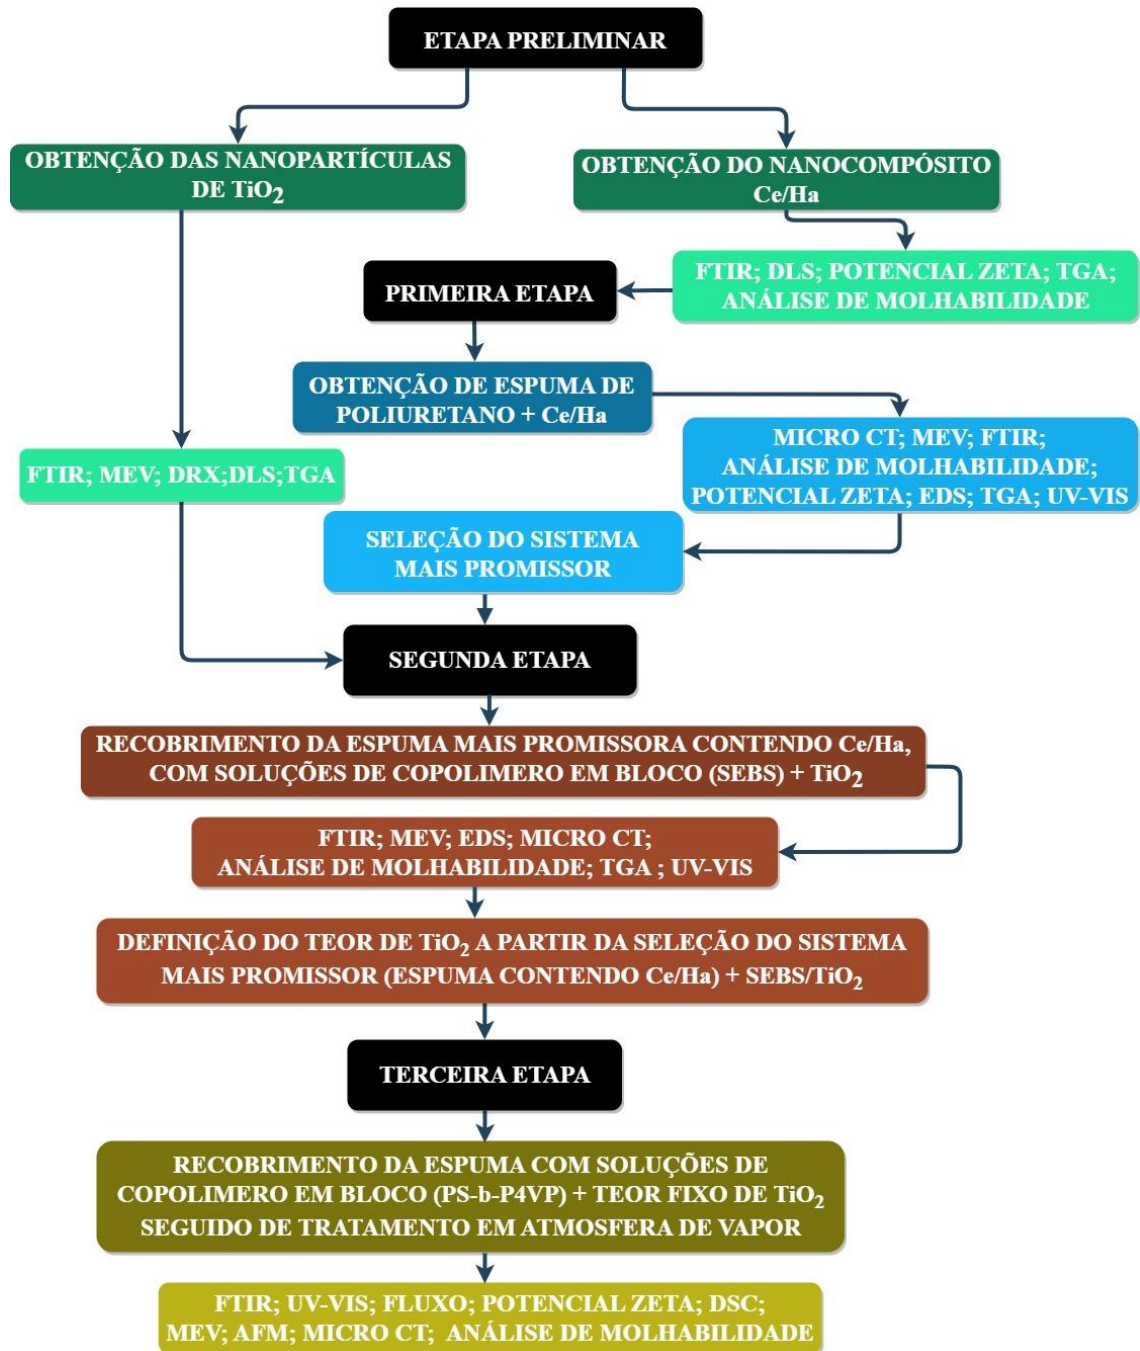 ETAPA PRELIMINAR
OBTENÇÃO DAS NANOPARTÍCULAS
DE TiO2
OBTENÇÃO DO NANOCOMPÓSITO
Ce/Ha
FTIR; DLS; POTENCIAL ZETA; TGA;
ANÁLISE DE MOLHABILIDADE
PRIMEIRA ETAPA
OBTENÇÃO DE ESPUMA DE
POLIURETANO + Ce/Ha
MICRO CT; MEV; FTIR;
ANÁLISE DE MOLHABILIDADE;
POTENCIAL ZETA; EDS; TGA; UV-VIS
FTIR; MEV; DRX;DLS;TGA
SELEÇÃO DO SISTEMA
MAIS PROMISSOR
SEGUNDA ETAPA
RECOBRIMENTO DA ESPUMA MAIS PROMISSORA CONTENDO Ce/Ha,
COM SOLUÇÕES DE COPOLIMERO EM BLOCO (SEBS) + TiO2
FTIR; MEV; EDS; MICRO CT;
ANÁLISE DE MOLHABILIDADE; TGA ; UV-VIS
DEFINIÇÃO DO TEOR DE TiO2 A PARTIR DA SELEÇÃO DO SISTEMA
MAIS PROMISSOR (ESPUMA CONTENDO Ce/Ha) + SEBS/TiO2
TERCEIRA ETAPA
RECOBRIMENTO DA ESPUMA COM SOLUÇÕES DE
COPOLIMERO EM BLOCO (PS-b-P4VP) + TEOR FIXO DE TiO2
SEGUIDO DE TRATAMENTO EM ATMOSFERA DE VAPOR
FTIR; UV-VIS; FLUXO; POTENCIAL ZETA; DSC;
MEV; AFM; MICRO CT; ANÁLISE DE MOLHABILIDADE